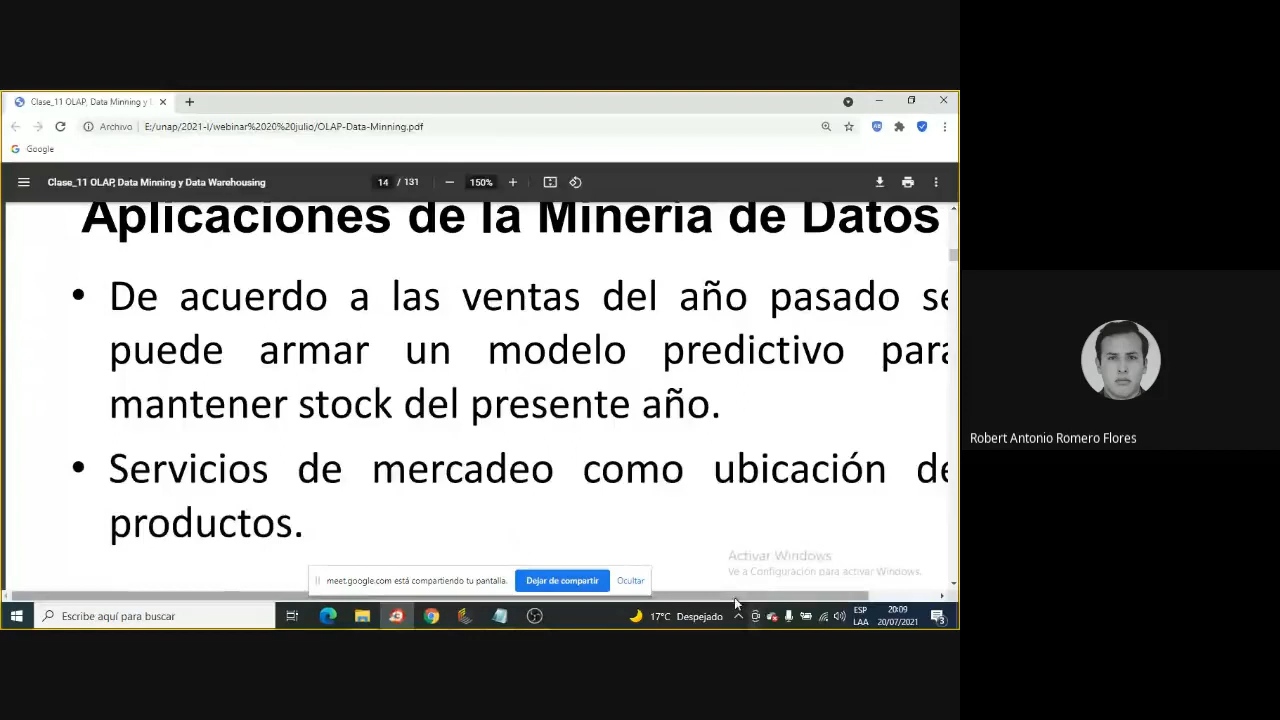 Clase_11 OLAP, Data Minning y
Archivo E:/unap/2021-I/webinar%2020%20julio/OLAP-Data-Minning.pdf
Google
Clase_11 OLAP, Data Minning y Data Warehousing 14 / 131 150%
Aplicaciones de la Minería de Datos
• De acuerdo a las ventas del año pasado se
puede armar un modelo predictivo para
mantener stock del presente año.
• Servicios de mercadeo como ubicación de
productos.
Activar Windows
Ve a Configuración para activar Windows.
meet.google.com está compartiendo tu pantalla. Dejar de compartir Ocultar
Escribe aquí para buscar 17°C Despejado ESP 20:09
LAA 20/07/2021 3
Robert Antonio Romero Flores